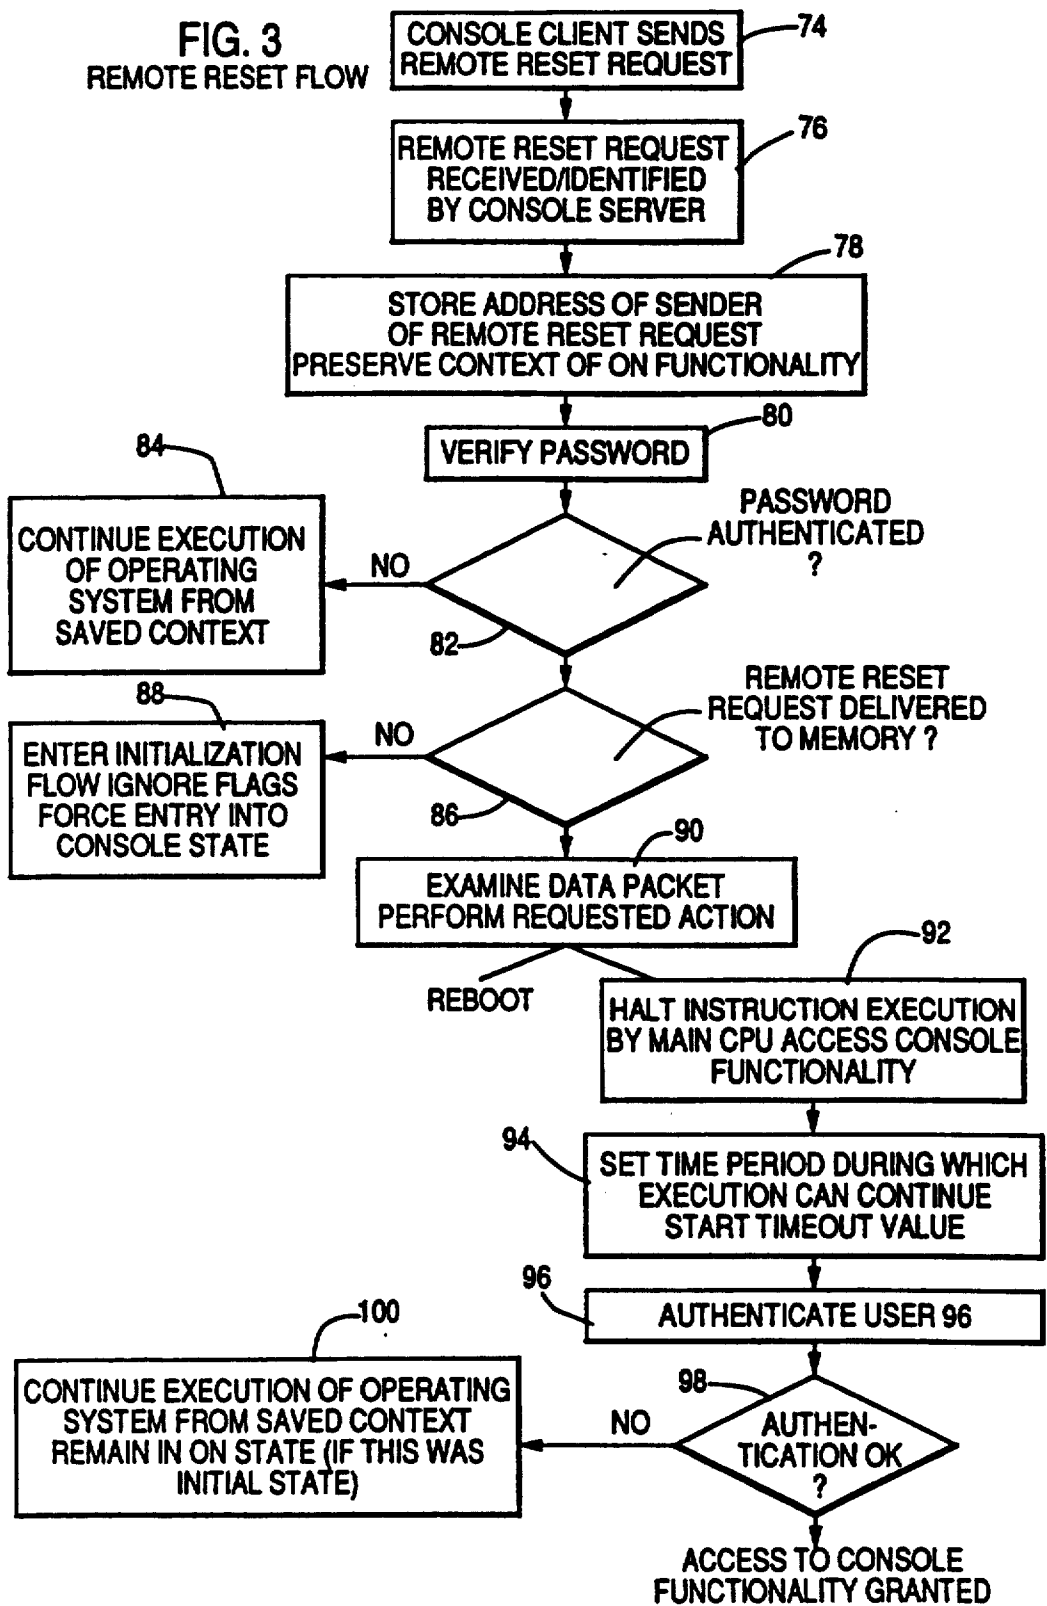 FIG. 3
REMOTE RESET FLOW
CONSOLE CLIENT SENDS
REMOTE RESET REQUEST
74
REMOTE RESET REQUEST
RECEIVED/IDENTIFIED
BY CONSOLE SERVER
76
78
STORE ADDRESS OF SENDER
OF REMOTE RESET REQUEST
PRESERVE CONTEXT OF ON FUNCTIONALITY
80
VERIFY PASSWORD
84
CONTINUE EXECUTION
OF OPERATING
SYSTEM FROM
SAVED CONTEXT
NO
PASSWORD
AUTHENTICATED
?
82
88
ENTER INITIALIZATION
FLOW IGNORE FLAGS
FORCE ENTRY INTO
CONSOLE STATE
NO
REMOTE RESET
REQUEST DELIVERED
TO MEMORY ?
86
90
EXAMINE DATA PACKET
PERFORM REQUESTED ACTION
REBOOT
92
HALT INSTRUCTION EXECUTION
BY MAIN CPU ACCESS CONSOLE
FUNCTIONALITY
94
SET TIME PERIOD DURING WHICH
EXECUTION CAN CONTINUE
START TIMEOUT VALUE
96
AUTHENTICATE USER 96
100
CONTINUE EXECUTION OF OPERATING
SYSTEM FROM SAVED CONTEXT
REMAIN IN ON STATE (IF THIS WAS
INITIAL STATE)
NO
98
AUTHEN-
TICATION OK
?
ACCESS TO CONSOLE
FUNCTIONALITY GRANTED